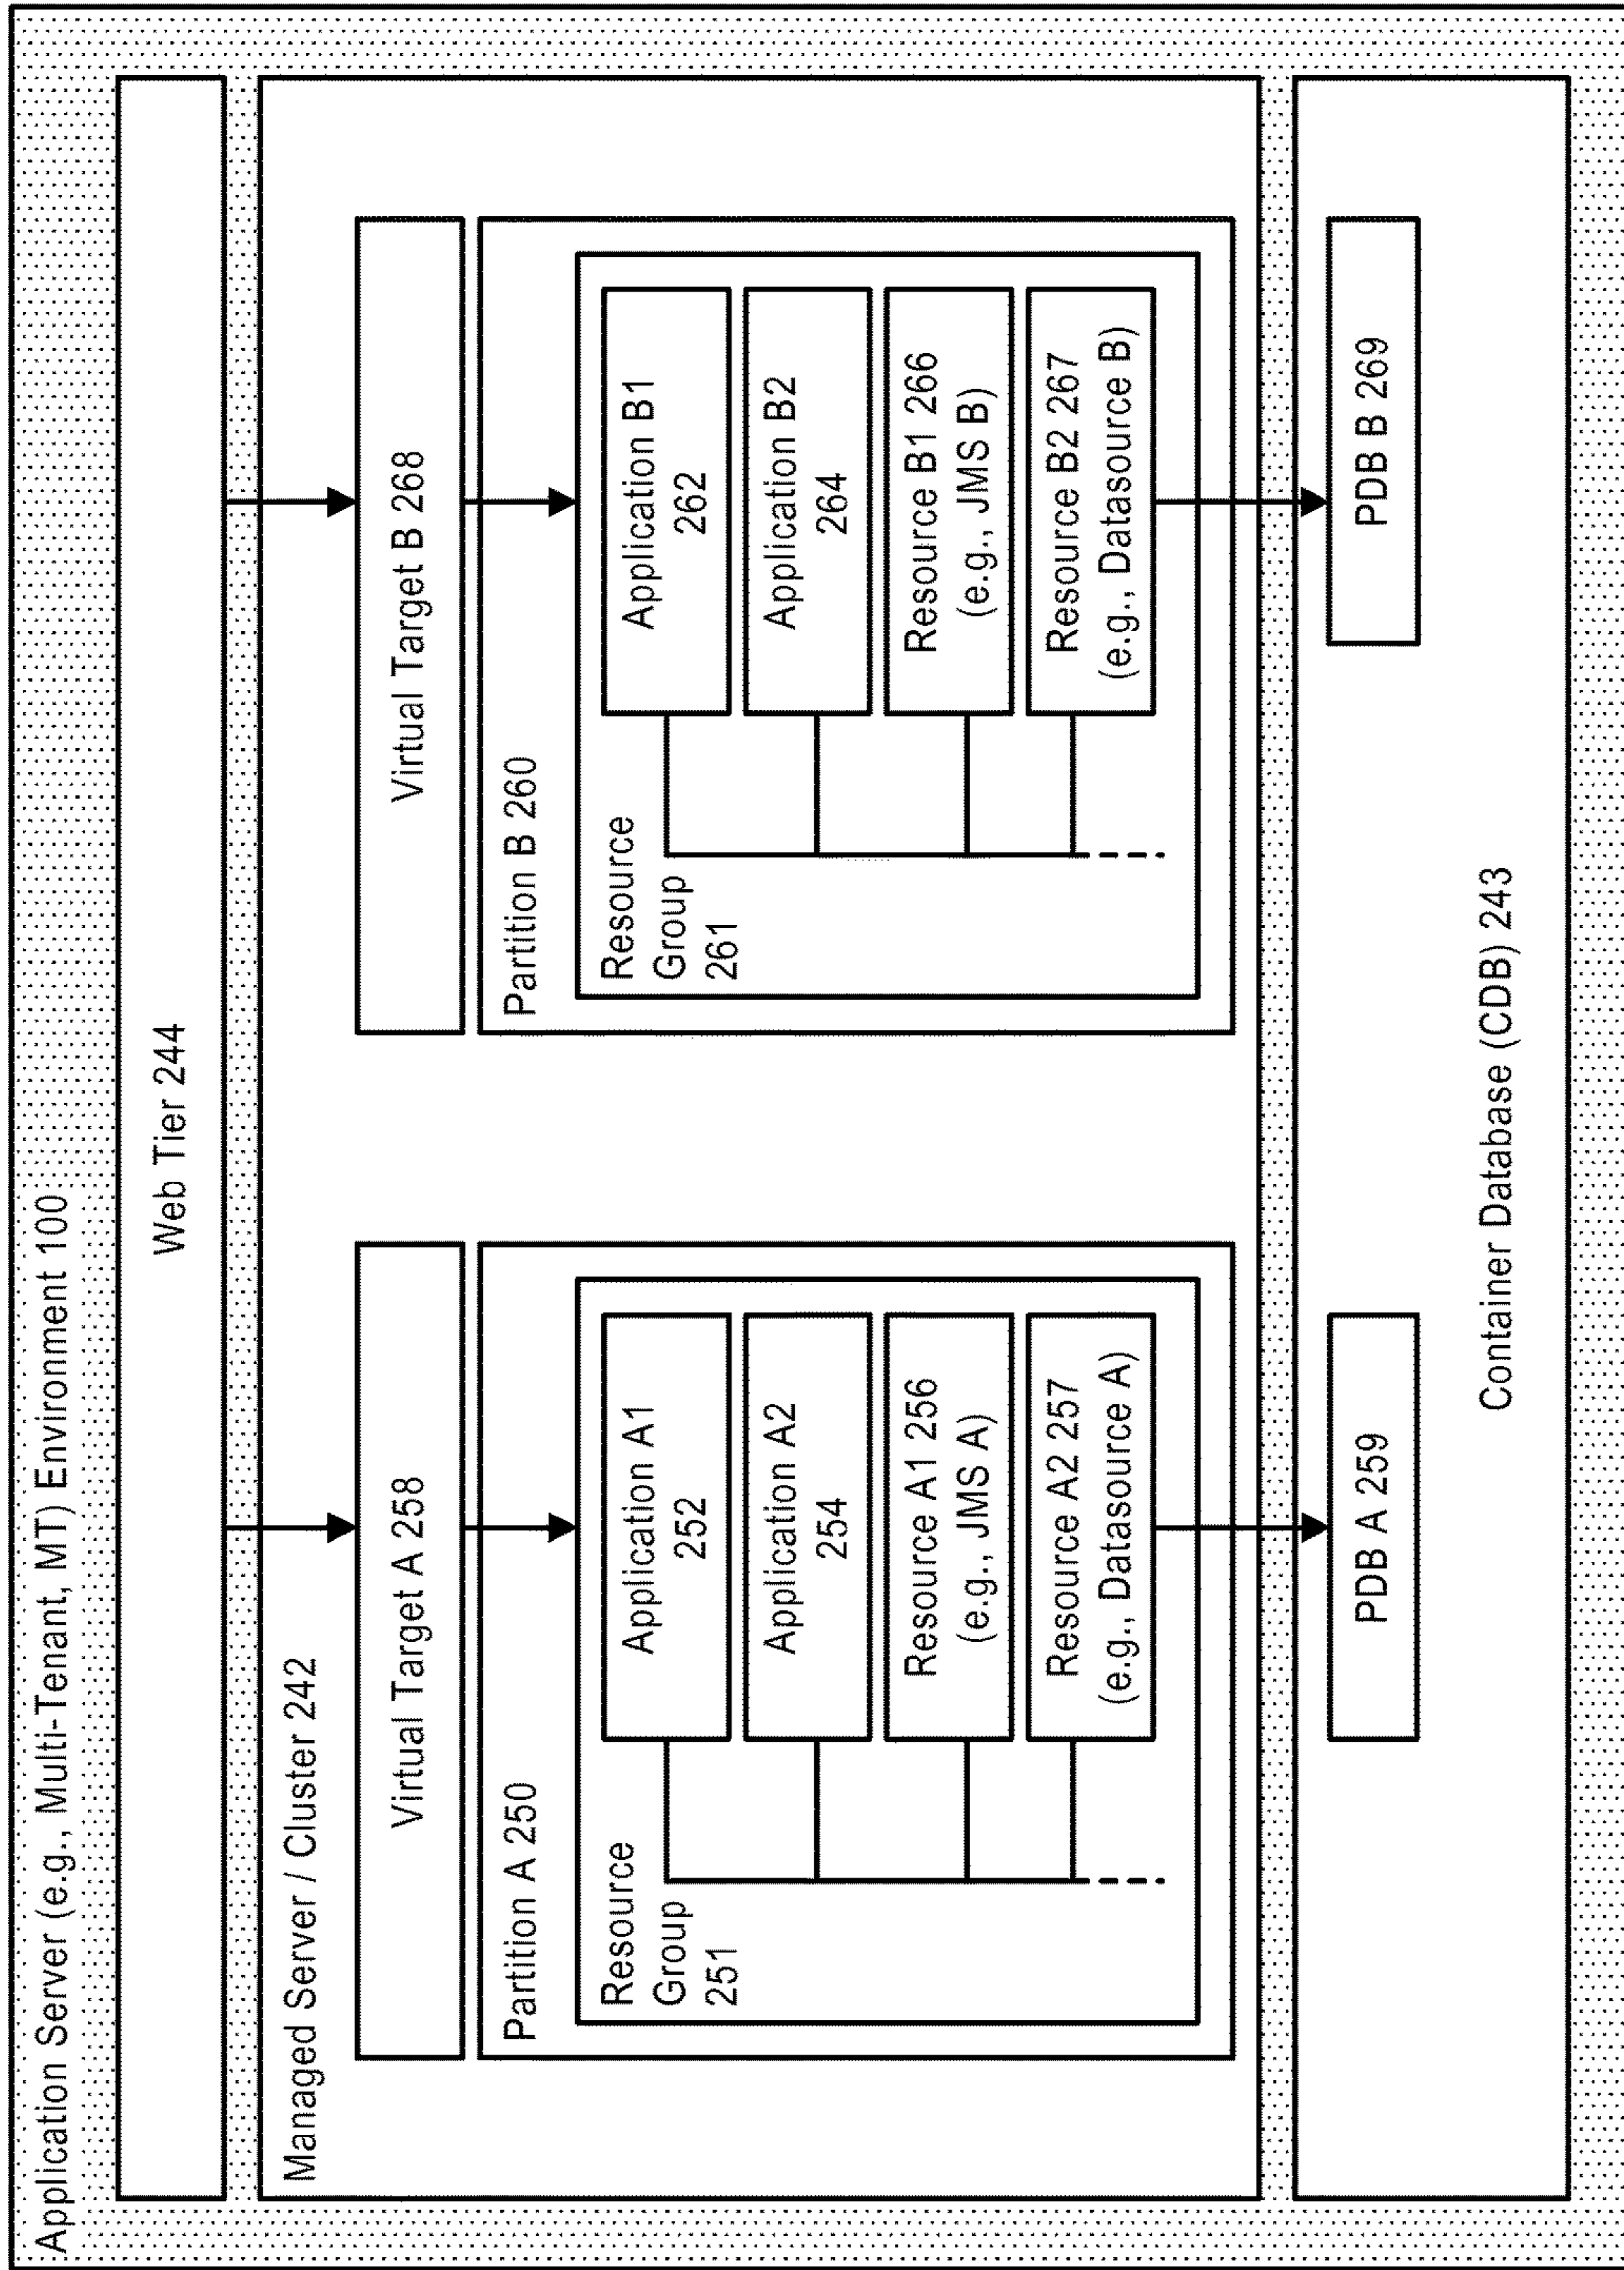 Application Server (e.g., Multi-Tenant, MT) Environment 100
Web Tier 244
Managed Server / Cluster 242
Virtual Target A 258
Partition A 250
Resource
Group
251
Application A1
252
Application A2
254
Resource A1 256
(e.g., JMS A)
Resource A2 257
(e.g., Datasource A)
Virtual Target B 268
Partition B 260
Resource
Group
261
Application B1
262
Application B2
264
Resource B1 266
(e.g., JMS B)
Resource B2 267
(e.g., Datasource B)
PDB A 259
PDB B 269
Container Database (CDB) 243